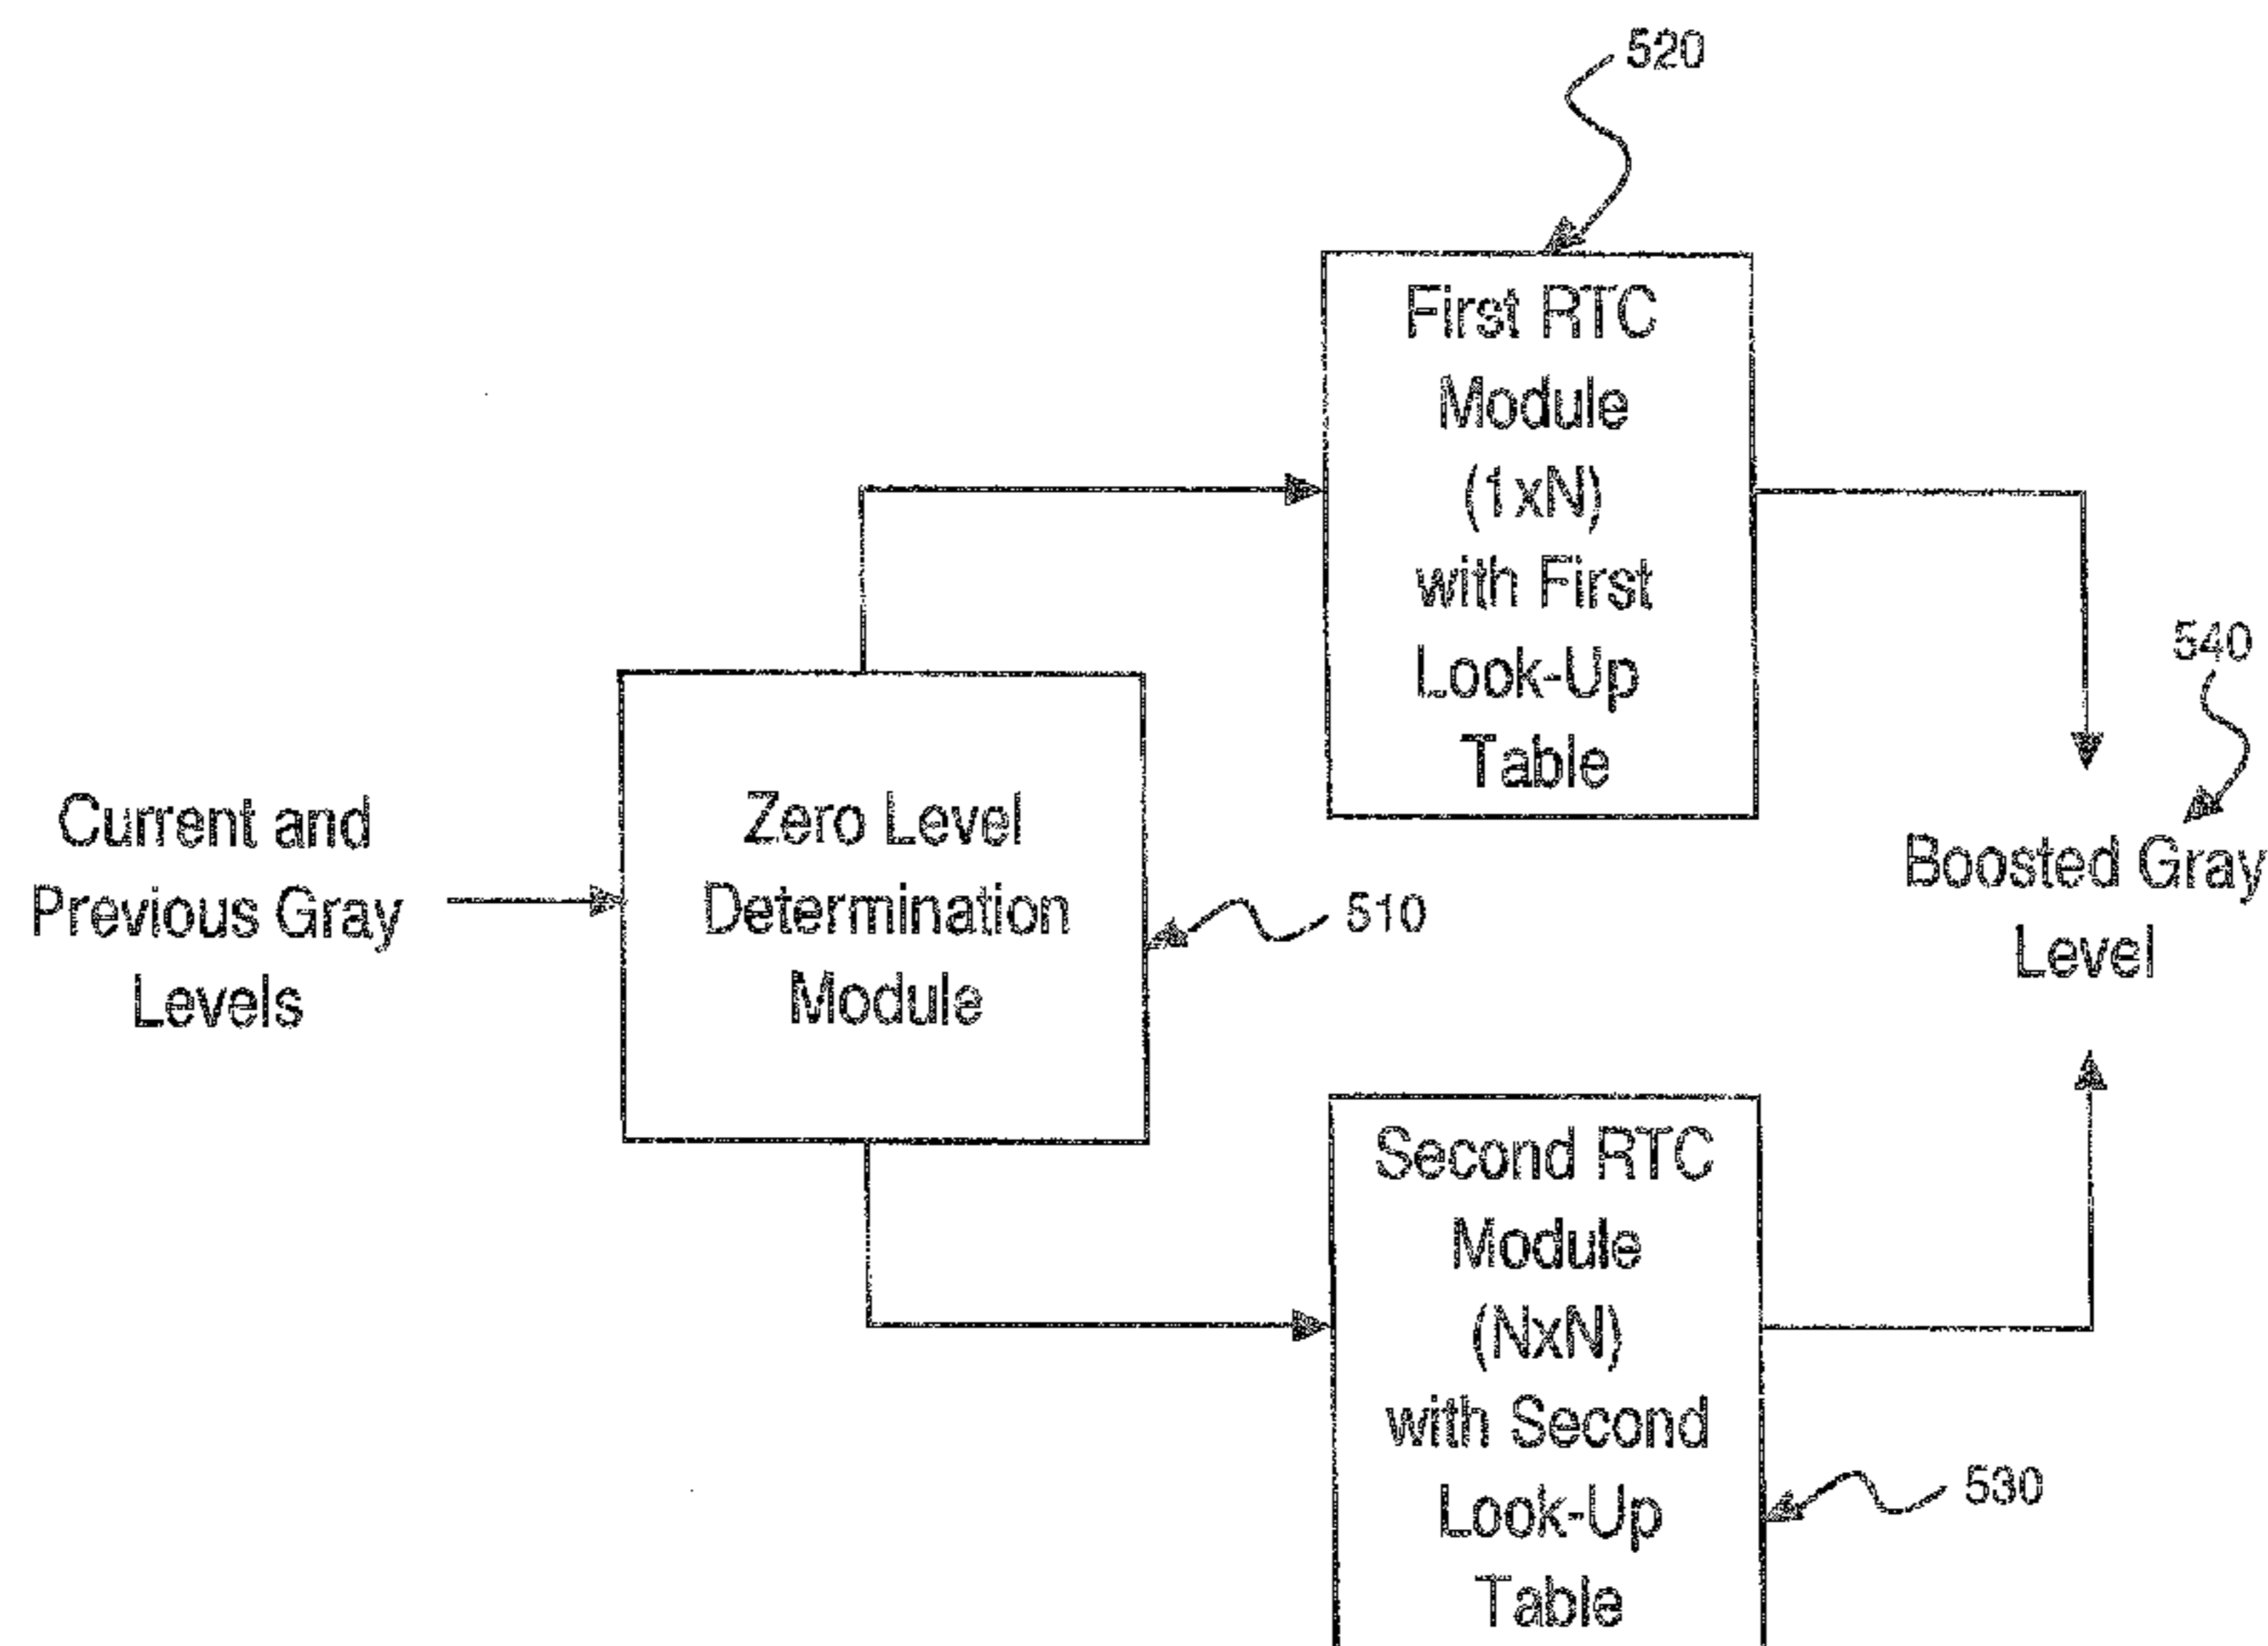 520
First RTC
Module
(1xN)
with First
Look-Up
Table
540
Current and
Previous Gray
Levels
Zero Level
Determination
Module
510
Boosted Gray
Level
Second RTC
Module
(NxN)
with Second
Look-Up
Table
530